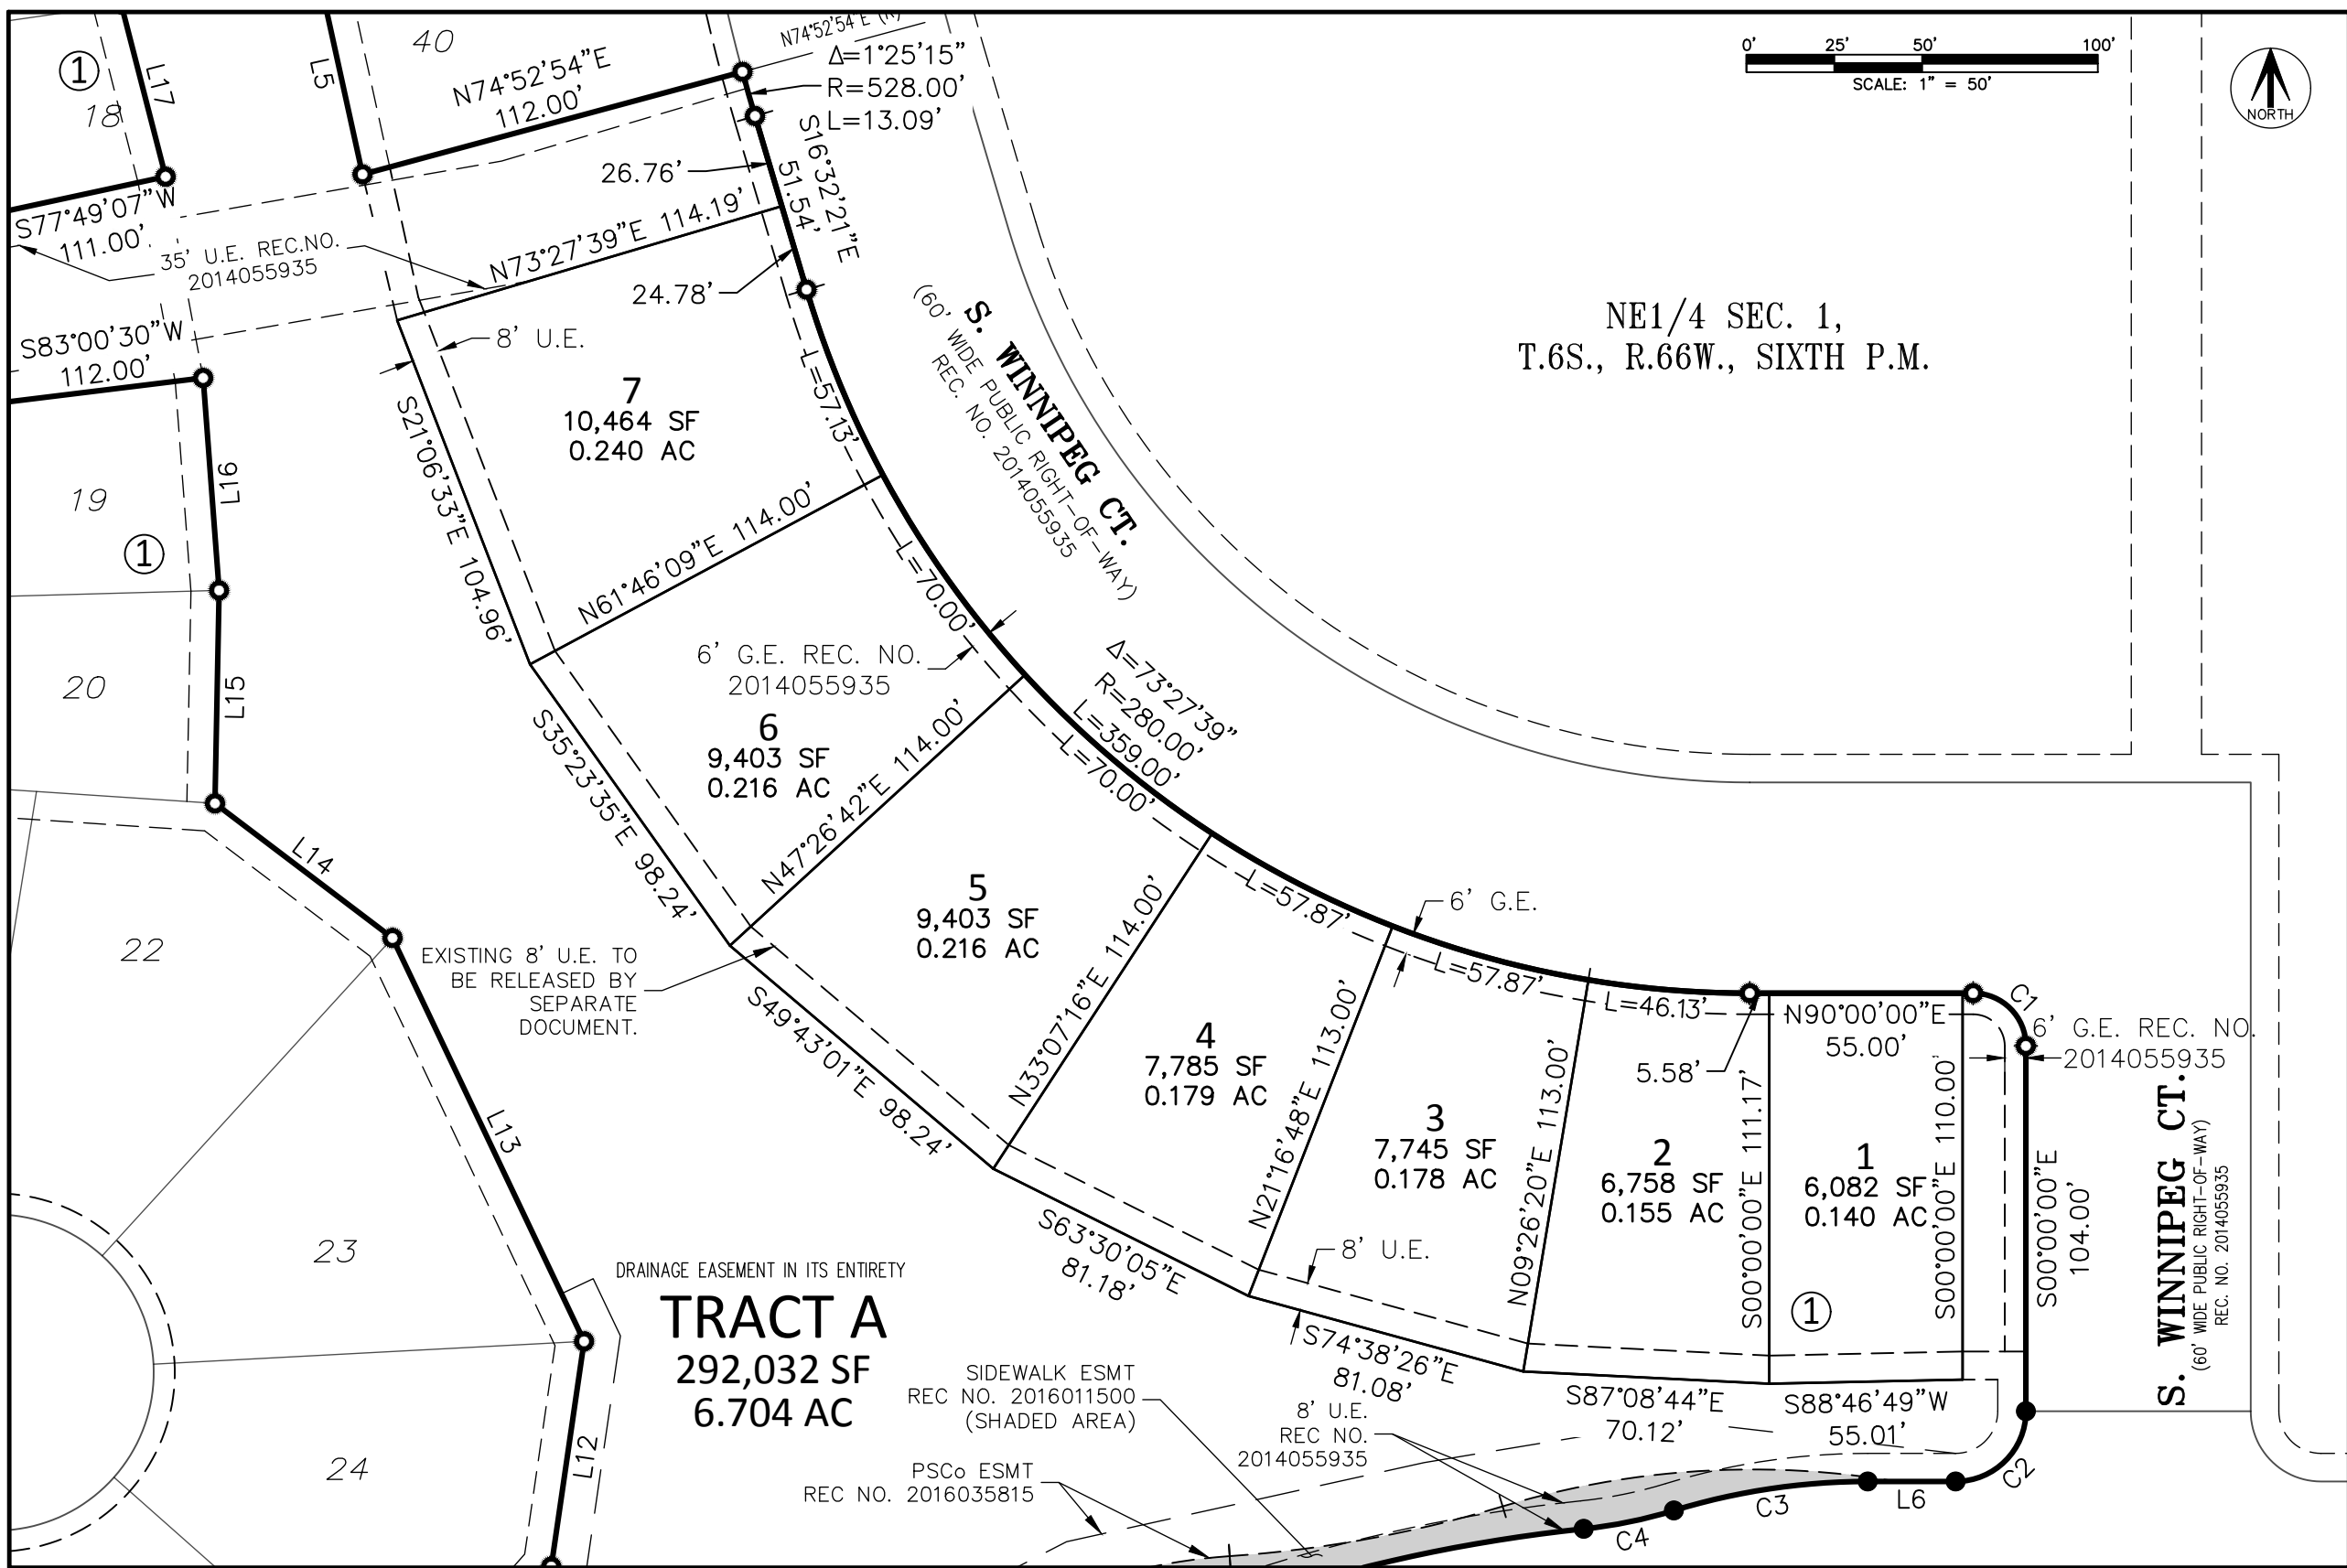 40
1
18
L17
L5
N74°52'54"E
112.00'
N74°52'54"E (R)
Δ=1°25'15"
R=528.00'
L=13.09'
0' 25' 50' 100'
SCALE: 1" = 50'
NORTH
S77°49'07"W
111.00'
35' U.E. REC.NO.
2014055935
26.76'
S16°32'21"E
51.54'
N73°27'39"E 114.19'
24.78'
8' U.E.
S83°00'30"W
112.00'
S. WINNIPEG CT.
(60' WIDE PUBLIC RIGHT-OF-WAY)
REC. NO. 2014055935
NE1/4 SEC. 1,
T.6S., R.66W., SIXTH P.M.
7
10,464 SF
0.240 AC
L=57.13'
S21°06'33"E 104.96'
L16
19
1
N61°46'09"E 114.00'
L=70.00'
20
L15
6' G.E. REC. NO.
2014055935
6
9,403 SF
0.216 AC
Δ=73°27'39"
R=280.00'
L=359.00'
L=70.00'
S35°23'35"E 98.24'
N47°26'42"E 114.00'
L14
5
9,403 SF
0.216 AC
L=57.87'
6' G.E.
22
EXISTING 8' U.E. TO
BE RELEASED BY
SEPARATE
DOCUMENT.
S49°43'01"E 98.24'
N33°07'16"E 114.00'
L=57.87'
L=46.13'
N90°00'00"E
55.00'
C1
6' G.E. REC. NO.
2014055935
4
7,785 SF
0.179 AC
N21°16'48"E 113.00'
3
7,745 SF
0.178 AC
N09°26'20"E 113.00'
5.58'
2
6,758 SF
0.155 AC
S00°00'00"E 111.17'
1
6,082 SF
0.140 AC
S00°00'00"E 110.00'
S00°00'00"E
104.00'
S. WINNIPEG CT.
(60' WIDE PUBLIC RIGHT-OF-WAY)
REC. NO. 2014055935
L13
23
S63°30'05"E
81.18'
8' U.E.
1
DRAINAGE EASEMENT IN ITS ENTIRETY
TRACT A
292,032 SF
6.704 AC
S74°38'26"E
81.08'
S87°08'44"E
70.12'
S88°46'49"W
55.01'
SIDEWALK ESMT
REC NO. 2016011500
(SHADED AREA)
8' U.E.
REC NO.
2014055935
24
L12
PSCo ESMT
REC NO. 2016035815
C4
C3
L6
C2